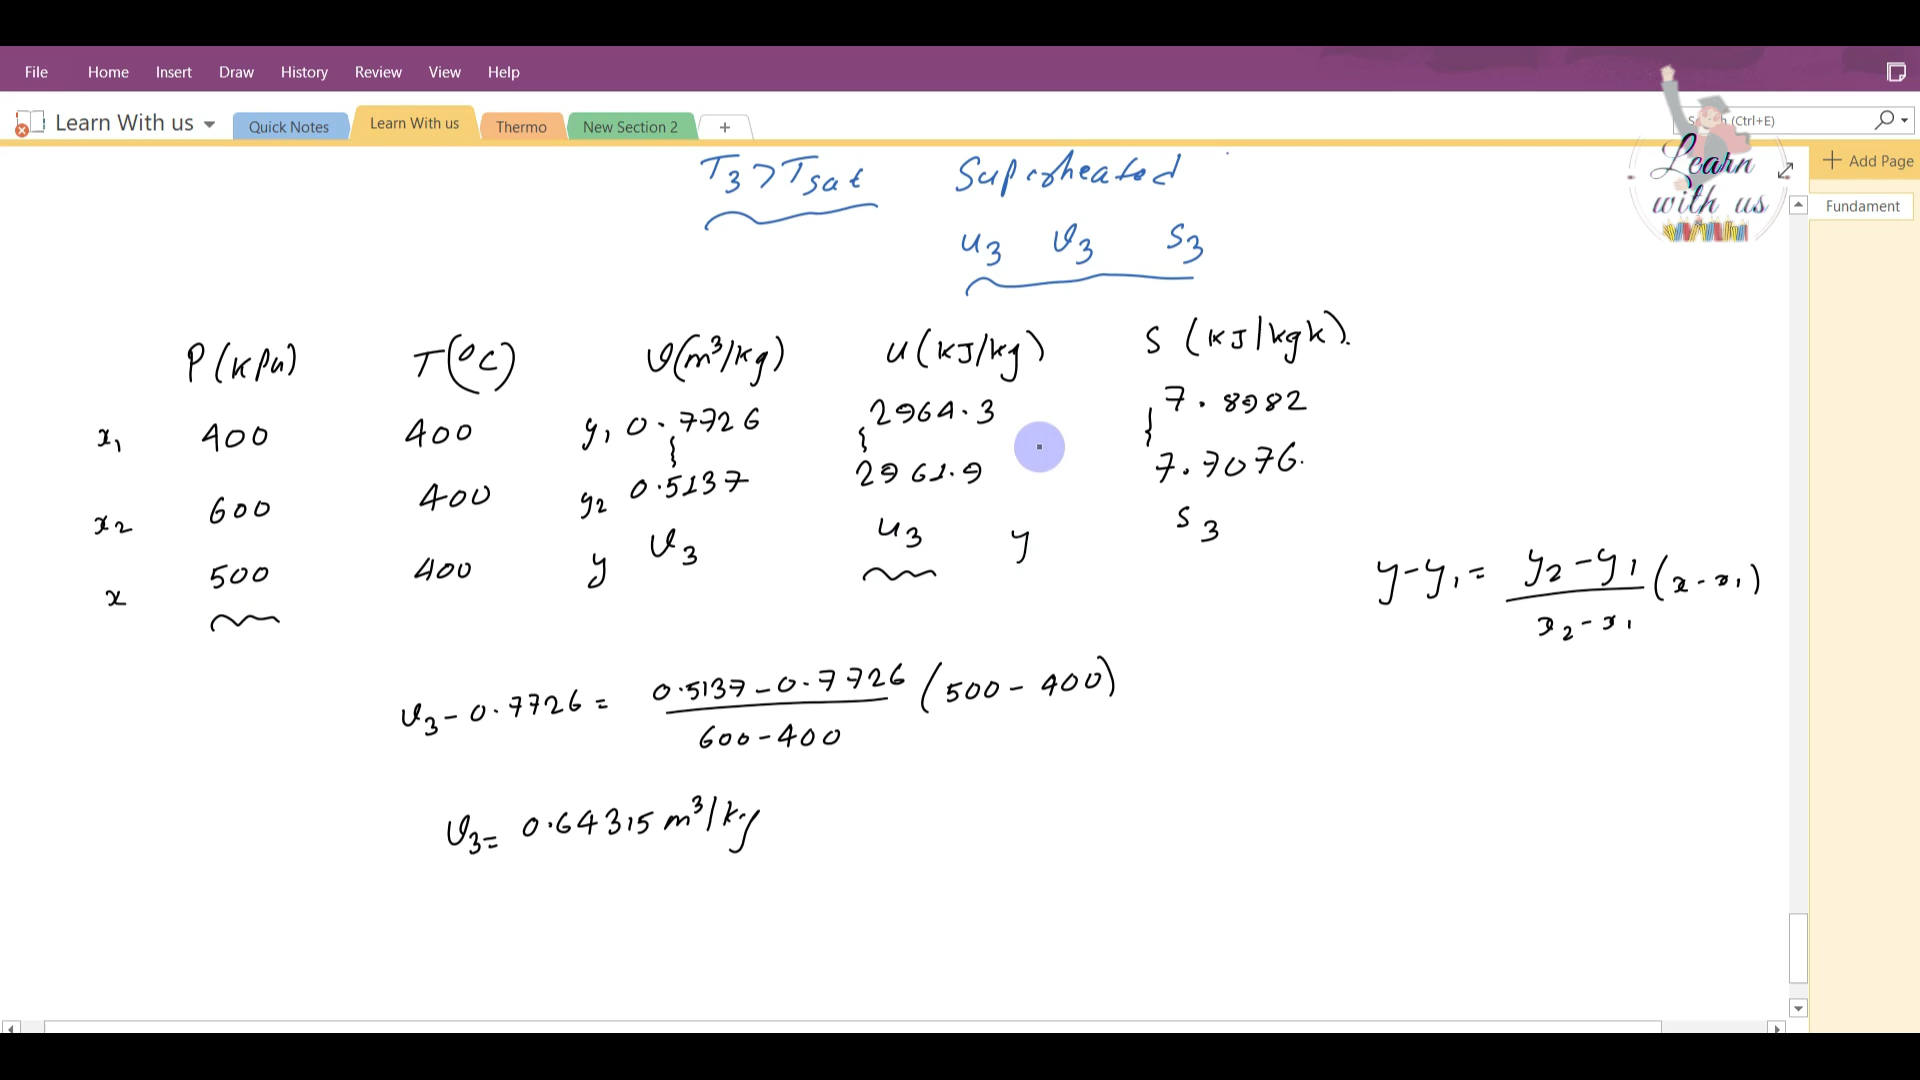 File Home Insert Draw History Review View Help
Learn With us Quick Notes Learn With us Thermo New Section 2 + (Ctrl+E)
Learn with us
Add Page
Fundament
T3 > Tsat Superheated
u3 v3 s3
P(kPa) T(°C) v(m³/kg) u(kJ/kg) s (kJ/kgk).
x1 400 400 y1 0.7726 2964.3 7.8982
x2 600 400 y2 0.5137 2961.9 7.7076.
x 500 400 y v3 u3 y s3
y-y1 = y2-y1 / x2-x1 (x-x1)
v3 - 0.7726 = 0.5137 - 0.7726 / 600-400 (500 - 400)
v3 = 0.64315 m³/kg